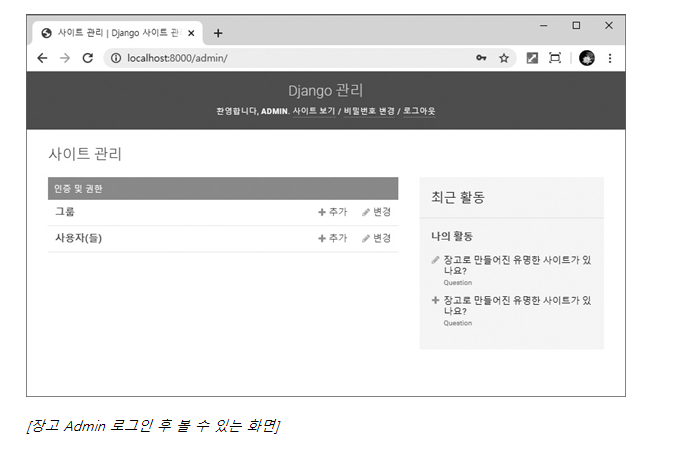 사이트 관리 | Django 사이트 관
localhost:8000/admin/
Django 관리
환영합니다, ADMIN. 사이트 보기 / 비밀번호 변경 / 로그아웃
사이트 관리
인증 및 권한
그룹 추가 변경
사용자(들) 추가 변경
최근 활동
나의 활동
장고로 만들어진 유명한 사이트가 있
나요?
Question
장고로 만들어진 유명한 사이트가 있
나요?
Question
[장고 Admin 로그인 후 볼 수 있는 화면]